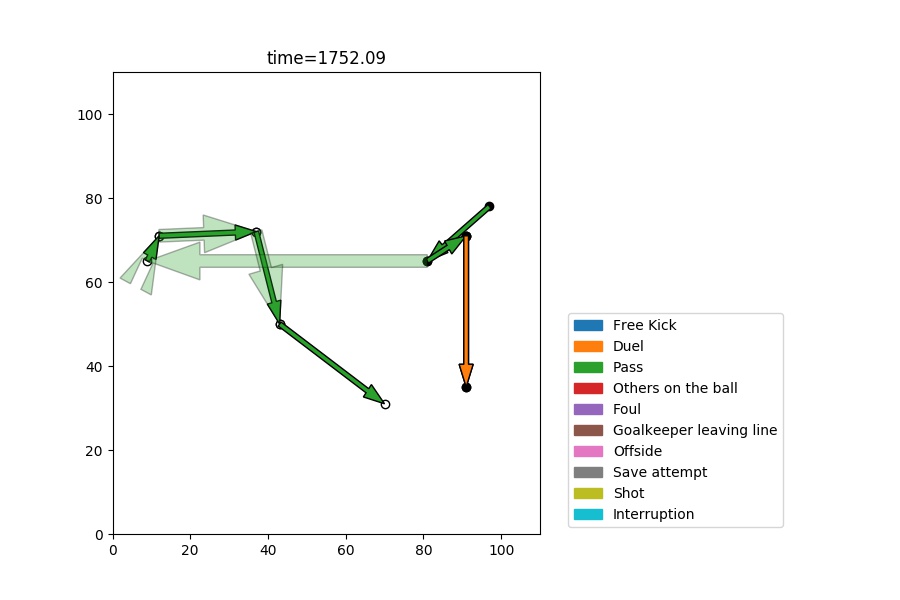 time=1752.09
100
80
60
40
20
0
0 20 40 60 80 100
Free Kick
Duel
Pass
Others on the ball
Foul
Goalkeeper leaving line
Offside
Save attempt
Shot
Interruption